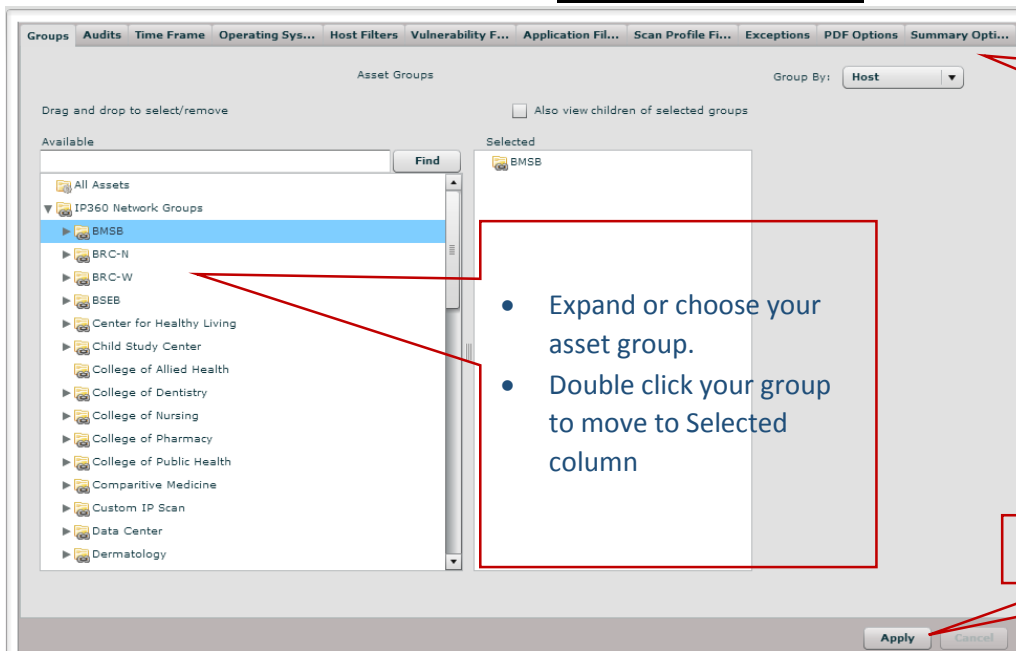 Groups Audits Time Frame Operating Sys... Host Filters Vulnerability F... Application Fil... Scan Profile Fi... Exceptions PDF Options Summary Opti...
Asset Groups
Group By: Host
Drag and drop to select/remove
Also view children of selected groups
Available
Selected
Find
BMSB
All Assets
IP360 Network Groups
BMSB
BRC-N
BRC-W
BSEB
Center for Healthy Living
Child Study Center
College of Allied Health
College of Dentistry
College of Nursing
College of Pharmacy
College of Public Health
Comparitive Medicine
Custom IP Scan
Data Center
Dermatology
• Expand or choose your
asset group.
• Double click your group
to move to Selected
column
Apply Cancel